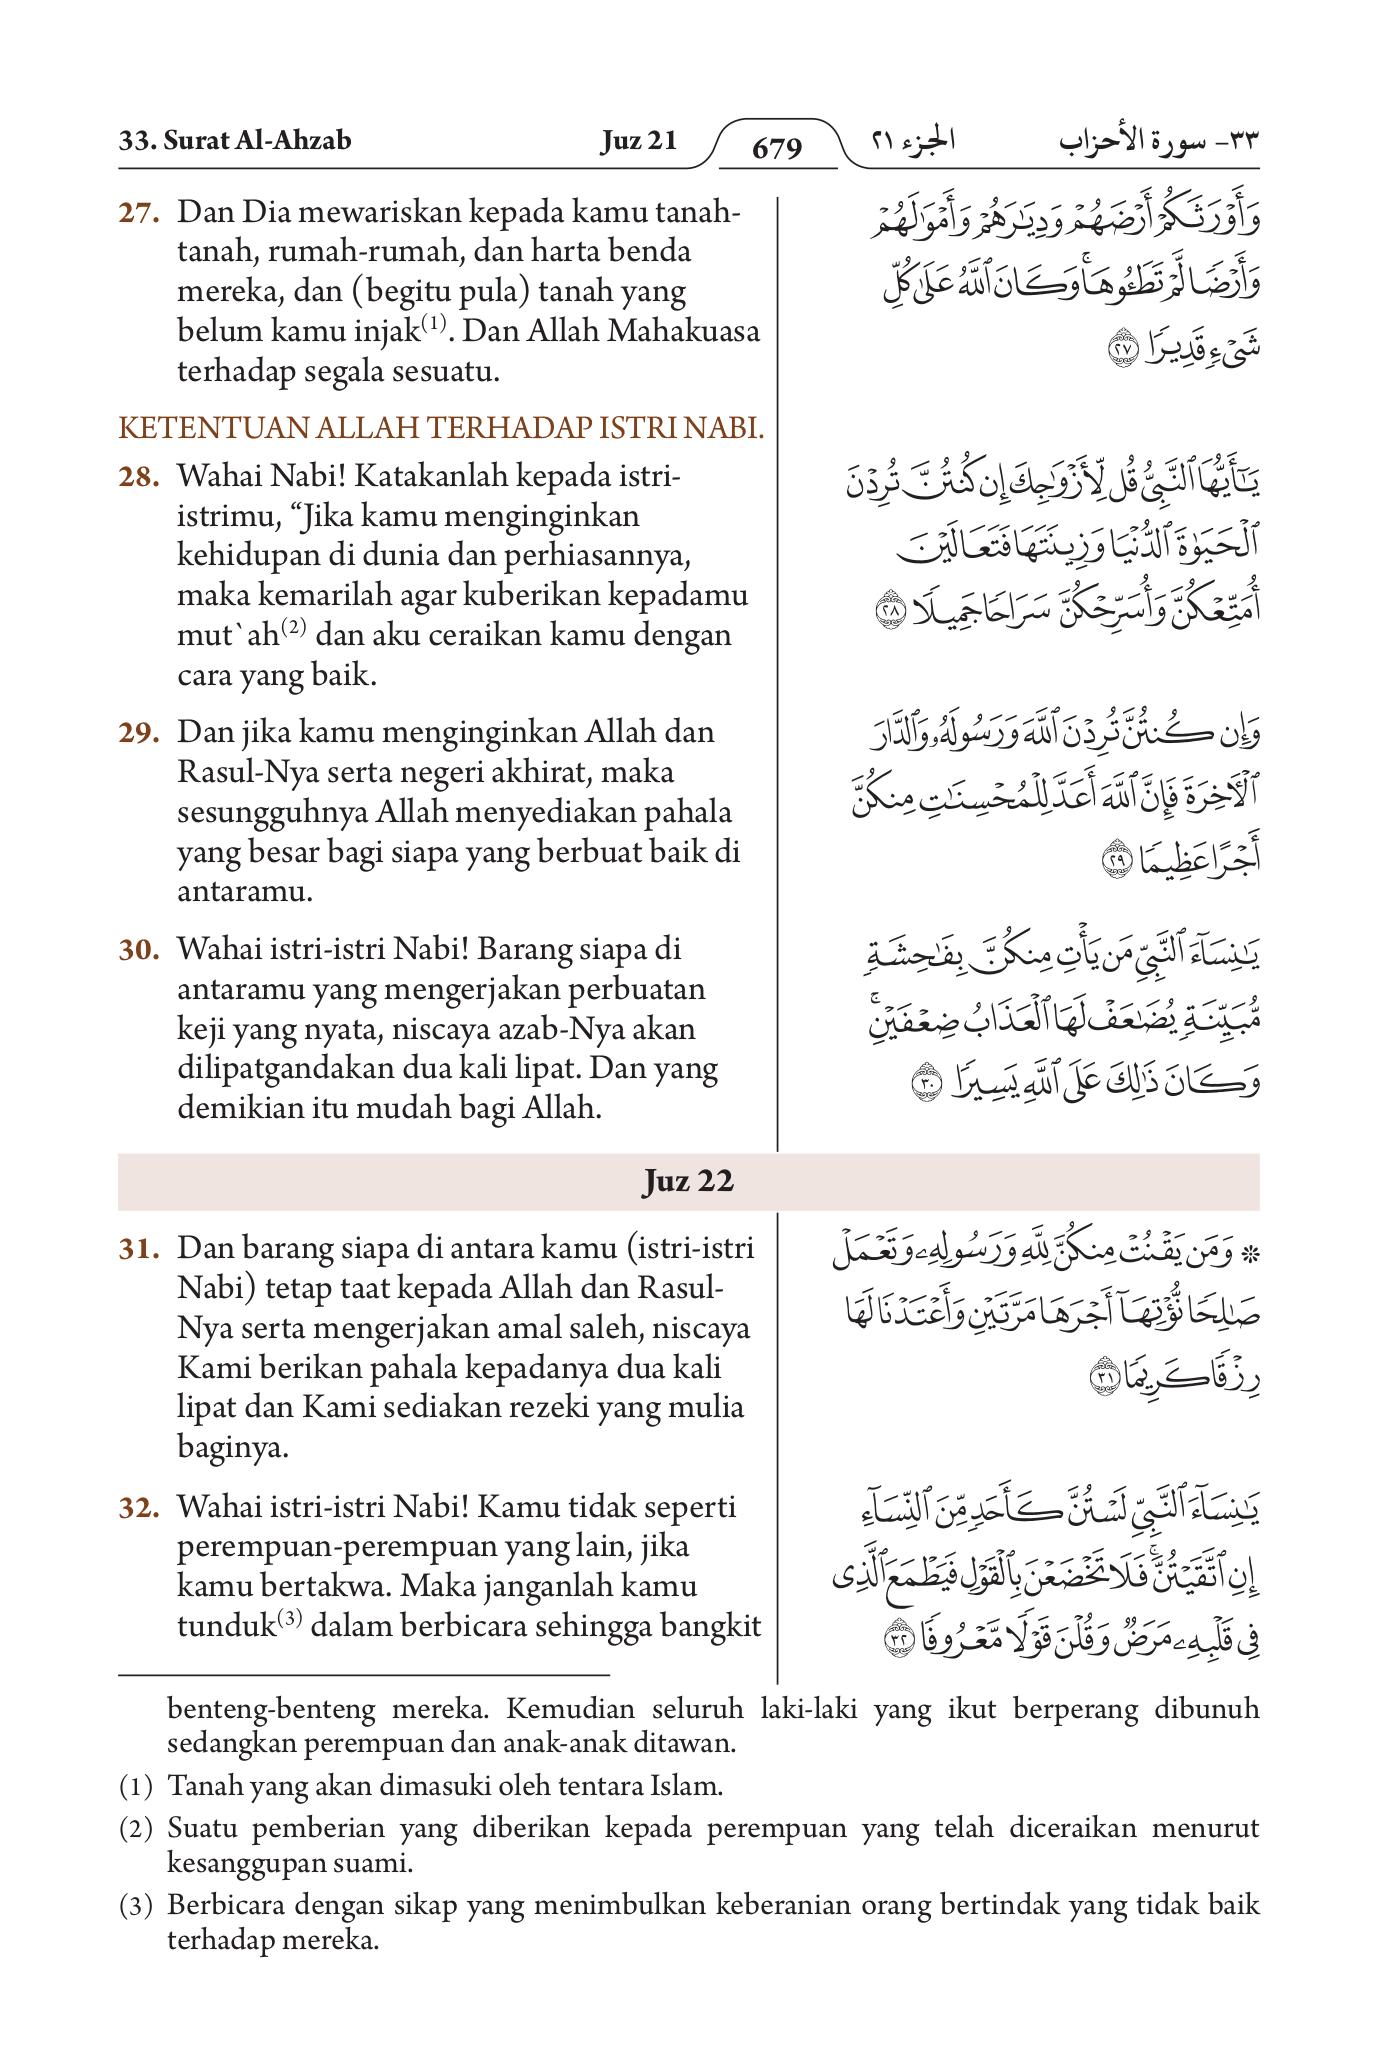 33. Surat Al-Ahzab Juz 21 679 الجزء ٢١ ٣٣- سورة الأحزاب
27. Dan Dia mewariskan kepada kamu tanah-
tanah, rumah-rumah, dan harta benda
mereka, dan (begitu pula) tanah yang
belum kamu injak(1). Dan Allah Mahakuasa
terhadap segala sesuatu.
وَأَوْرَثَكُمْ أَرْضَهُمْ وَدِيَٰرَهُمْ وَأَمْوَٰلَهُمْ
وَأَرْضًا لَّمْ تَطَـُٔوهَا ۚ وَكَانَ ٱللَّهُ عَلَىٰ كُلِّ
شَىْءٍ قَدِيرًا ٢٧
KETENTUAN ALLAH TERHADAP ISTRI NABI.
28. Wahai Nabi! Katakanlah kepada istri-
istrimu, “Jika kamu menginginkan
kehidupan di dunia dan perhiasannya,
maka kemarilah agar kuberikan kepadamu
mut`ah(2) dan aku ceraikan kamu dengan
cara yang baik.
يَٰٓأَيُّهَا ٱلنَّبِىُّ قُل لِّأَزْوَٰجِكَ إِن كُنتُنَّ تُرِدْنَ
ٱلْحَيَوٰةَ ٱلدُّنْيَا وَزِينَتَهَا فَتَعَالَيْنَ
أُمَتِّعْكُنَّ وَأُسَرِّحْكُنَّ سَرَاحًا جَمِيلًا ٢٨
29. Dan jika kamu menginginkan Allah dan
Rasul-Nya serta negeri akhirat, maka
sesungguhnya Allah menyediakan pahala
yang besar bagi siapa yang berbuat baik di
antaramu.
وَإِن كُنتُنَّ تُرِدْنَ ٱللَّهَ وَرَسُولَهُۥ وَٱلدَّارَ
ٱلْءَاخِرَةَ فَإِنَّ ٱللَّهَ أَعَدَّ لِلْمُحْسِنَٰتِ مِنكُنَّ
أَجْرًا عَظِيمًا ٢٩
30. Wahai istri-istri Nabi! Barang siapa di
antaramu yang mengerjakan perbuatan
keji yang nyata, niscaya azab-Nya akan
dilipatgandakan dua kali lipat. Dan yang
demikian itu mudah bagi Allah.
يَٰنِسَآءَ ٱلنَّبِىِّ مَن يَأْتِ مِنكُنَّ بِفَٰحِشَةٍ
مُّبَيِّنَةٍ يُضَٰعَفْ لَهَا ٱلْعَذَابُ ضِعْفَيْنِ ۚ
وَكَانَ ذَٰلِكَ عَلَى ٱللَّهِ يَسِيرًا ٣٠
Juz 22
31. Dan barang siapa di antara kamu (istri-istri
Nabi) tetap taat kepada Allah dan Rasul-
Nya serta mengerjakan amal saleh, niscaya
Kami berikan pahala kepadanya dua kali
lipat dan Kami sediakan rezeki yang mulia
baginya.
❊ وَمَن يَقْنُتْ مِنكُنَّ لِلَّهِ وَرَسُولِهِۦ وَتَعْمَلْ
صَٰلِحًا نُّؤْتِهَآ أَجْرَهَا مَرَّتَيْنِ وَأَعْتَدْنَا لَهَا
رِزْقًا كَرِيمًا ٣١
32. Wahai istri-istri Nabi! Kamu tidak seperti
perempuan-perempuan yang lain, jika
kamu bertakwa. Maka janganlah kamu
tunduk(3) dalam berbicara sehingga bangkit
يَٰنِسَآءَ ٱلنَّبِىِّ لَسْتُنَّ كَأَحَدٍ مِّنَ ٱلنِّسَآءِ
إِنِ ٱتَّقَيْتُنَّ ۚ فَلَا تَخْضَعْنَ بِٱلْقَوْلِ فَيَطْمَعَ ٱلَّذِى
فِى قَلْبِهِۦ مَرَضٌ وَقُلْنَ قَوْلًا مَّعْرُوفًا ٣٢
benteng-benteng mereka. Kemudian seluruh laki-laki yang ikut berperang dibunuh
sedangkan perempuan dan anak-anak ditawan.
(1) Tanah yang akan dimasuki oleh tentara Islam.
(2) Suatu pemberian yang diberikan kepada perempuan yang telah diceraikan menurut
kesanggupan suami.
(3) Berbicara dengan sikap yang menimbulkan keberanian orang bertindak yang tidak baik
terhadap mereka.